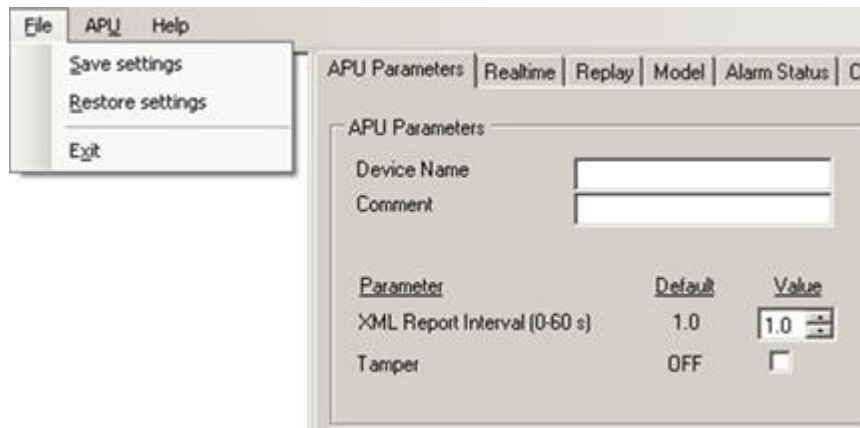 File APU Help
Save settings
Restore settings
Exit
APU Parameters Realtime Replay Model Alarm Status
APU Parameters
Device Name
Comment
Parameter Default Value
XML Report Interval (0-60 s) 1.0 1.0
Tamper OFF